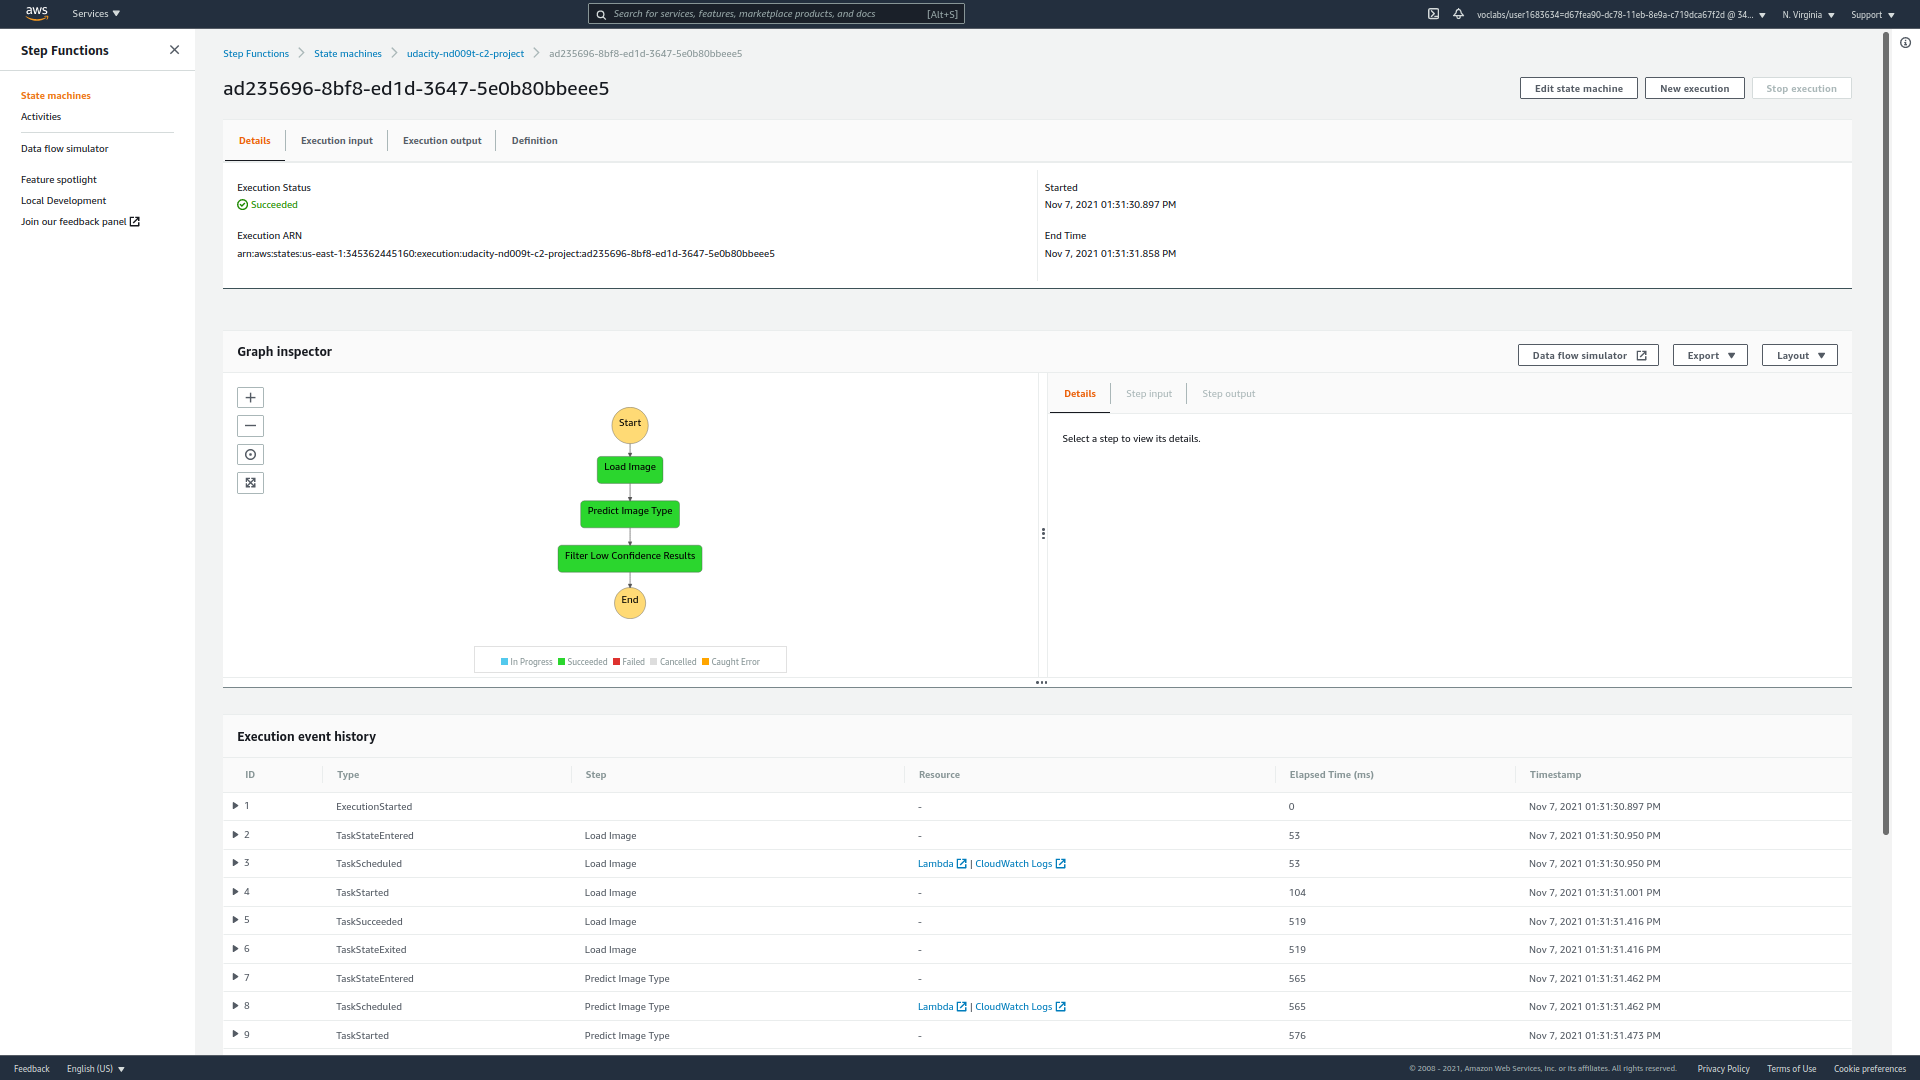 aws
Services
Search for services, features, marketplace products, and docs
[Alt+S]
voclabs/user1683634=d67fea90-dc78-11eb-8e9a-c719dca67f2d @ 34...
N. Virginia
Support
Step Functions
State machines
Activities
Data flow simulator
Feature spotlight
Local Development
Join our feedback panel
Step Functions > State machines > udacity-nd009t-c2-project > ad235696-8bf8-ed1d-3647-5e0b80bbeee5
ad235696-8bf8-ed1d-3647-5e0b80bbeee5
Edit state machine
New execution
Stop execution
Details
Execution input
Execution output
Definition
Execution Status
Succeeded
Execution ARN
arn:aws:states:us-east-1:345362445160:execution:udacity-nd009t-c2-project:ad235696-8bf8-ed1d-3647-5e0b80bbeee5
Started
Nov 7, 2021 01:31:30.897 PM
End Time
Nov 7, 2021 01:31:31.858 PM
Graph inspector
Data flow simulator
Export
Layout
Start
Load Image
Predict Image Type
Filter Low Confidence Results
End
In Progress Succeeded Failed Cancelled Caught Error
Details
Step input
Step output
Select a step to view its details.
Execution event history
ID Type Step Resource Elapsed Time (ms) Timestamp
1 ExecutionStarted - 0 Nov 7, 2021 01:31:30.897 PM
2 TaskStateEntered Load Image - 53 Nov 7, 2021 01:31:30.950 PM
3 TaskScheduled Load Image Lambda | CloudWatch Logs 53 Nov 7, 2021 01:31:30.950 PM
4 TaskStarted Load Image - 104 Nov 7, 2021 01:31:31.001 PM
5 TaskSucceeded Load Image - 519 Nov 7, 2021 01:31:31.416 PM
6 TaskStateExited Load Image - 519 Nov 7, 2021 01:31:31.416 PM
7 TaskStateEntered Predict Image Type - 565 Nov 7, 2021 01:31:31.462 PM
8 TaskScheduled Predict Image Type Lambda | CloudWatch Logs 565 Nov 7, 2021 01:31:31.462 PM
9 TaskStarted Predict Image Type - 576 Nov 7, 2021 01:31:31.473 PM
Feedback
English (US)
© 2008 - 2021, Amazon Web Services, Inc. or its affiliates. All rights reserved.
Privacy Policy
Terms of Use
Cookie preferences